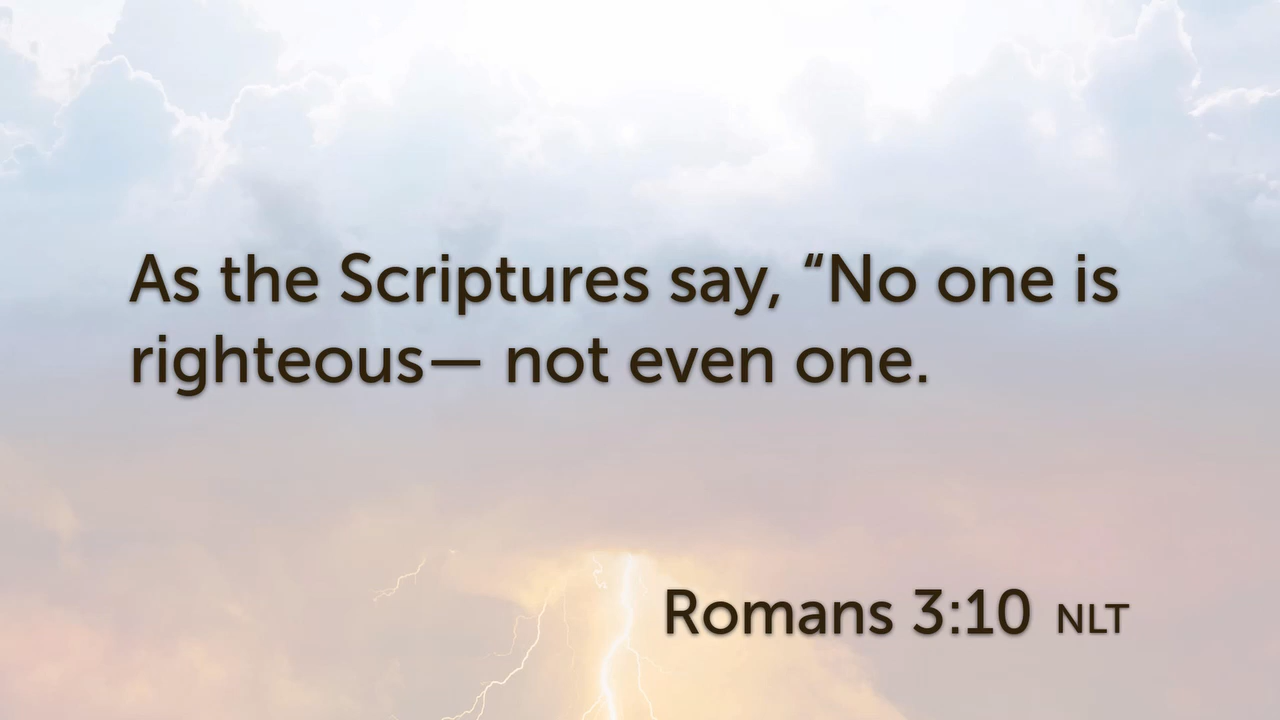 As the Scriptures say, “No one is
righteous— not even one.
Romans 3:10 NLT